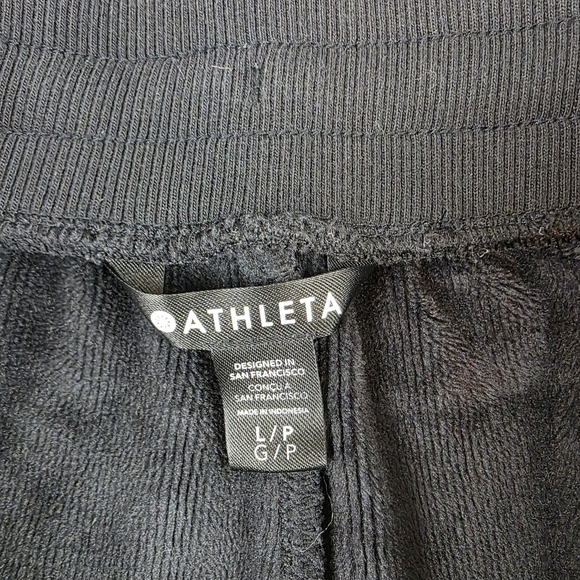 ATHLETA
DESIGNED IN
SAN FRANCISCO
CONÇU A
SAN FRANCISCO
MADE IN INDONESIA
L/P
G/P